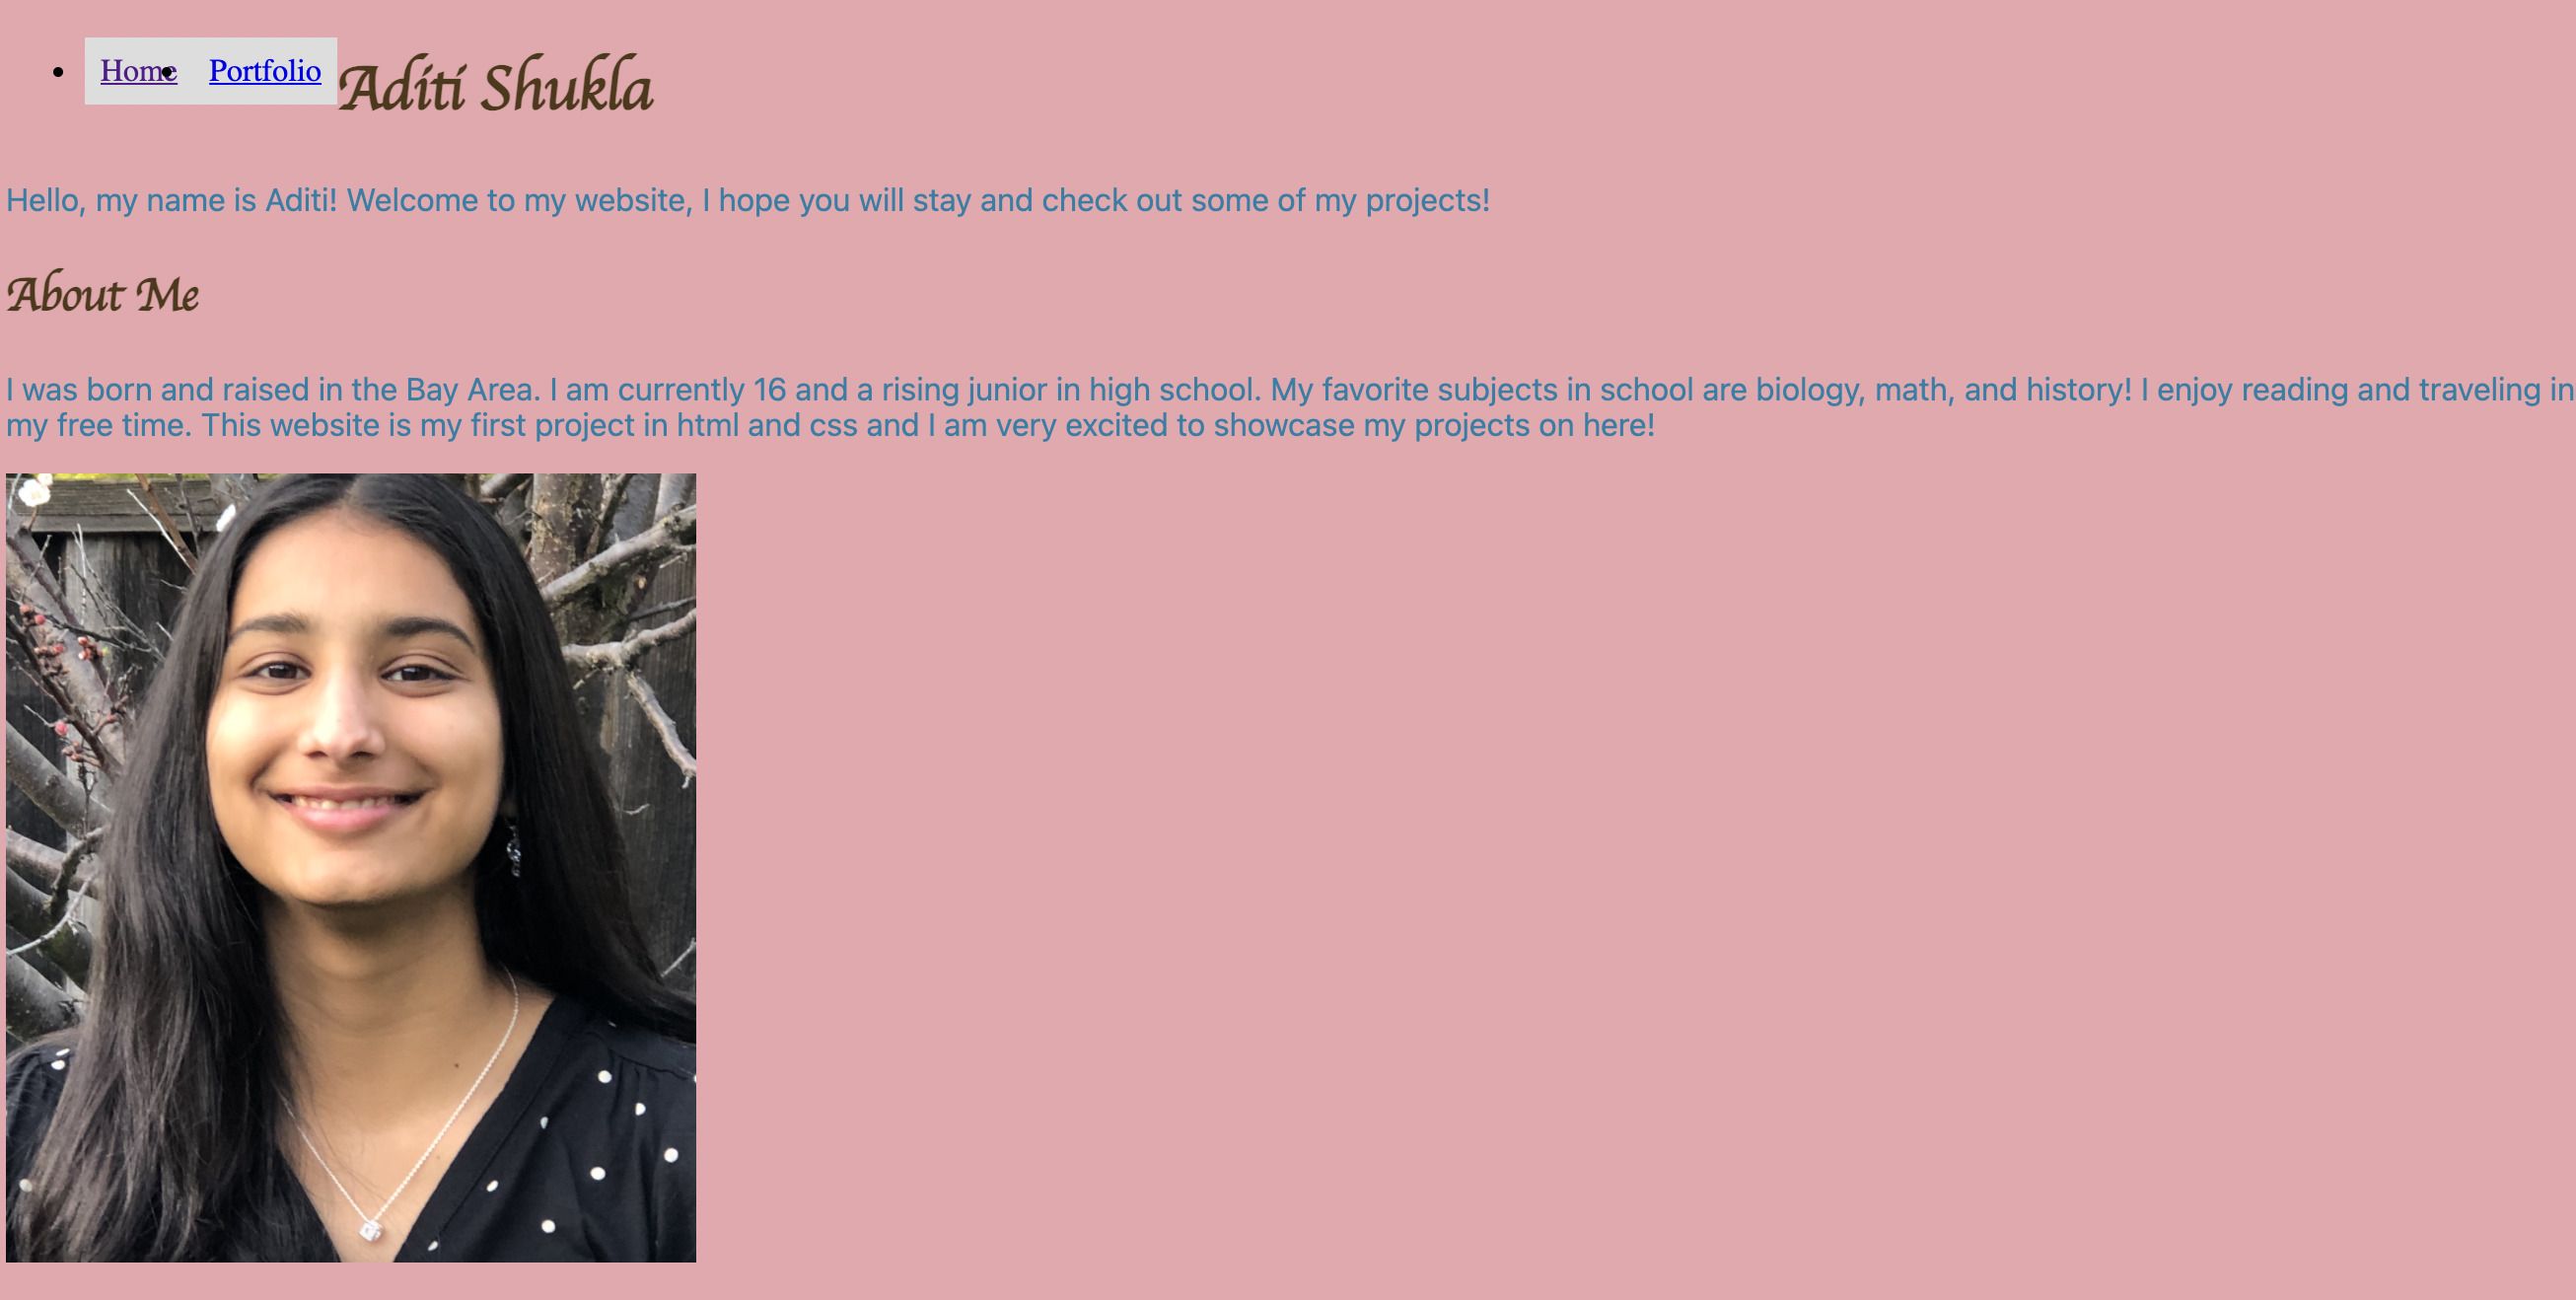 Home Portfolio
Aditi Shukla
Hello, my name is Aditi! Welcome to my website, I hope you will stay and check out some of my projects!
About Me
I was born and raised in the Bay Area. I am currently 16 and a rising junior in high school. My favorite subjects in school are biology, math, and history! I enjoy reading and traveling in
my free time. This website is my first project in html and css and I am very excited to showcase my projects on here!